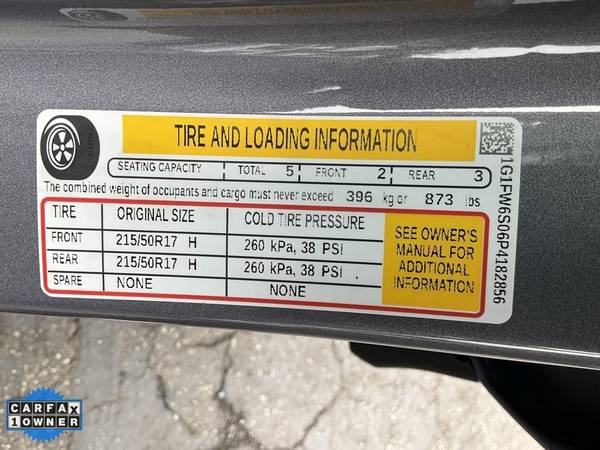 TIRE AND LOADING INFORMATION
SEATING CAPACITY TOTAL 5 FRONT 2 REAR 3
The combined weight of occupants and cargo must never exceed 396 kg or 873 lbs
TIRE ORIGINAL SIZE COLD TIRE PRESSURE
FRONT 215/50R17 H 260 kPa, 38 PSI
REAR 215/50R17 H 260 kPa, 38 PSI
SPARE NONE NONE
SEE OWNER'S
MANUAL FOR
ADDITIONAL
INFORMATION
1G1FW6S06P4182856
CARFAX
1 OWNER